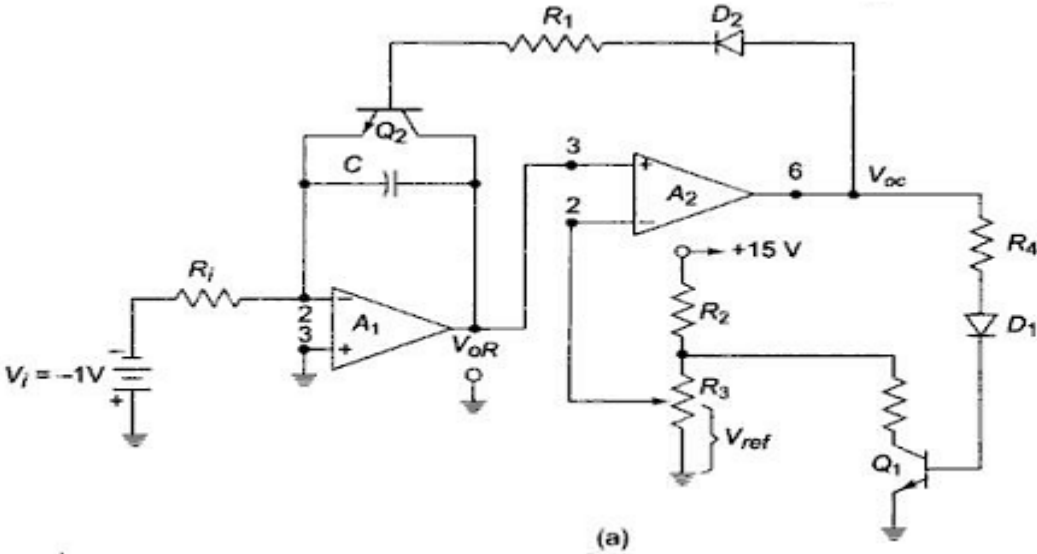 R1
D2
Q2
C
3
6
Voc
A2
2
+15 V
R4
Ri
R2
2
A1
D1
3
VoR
R3
Vi = –1V
–
+
Vref
Q1
(a)